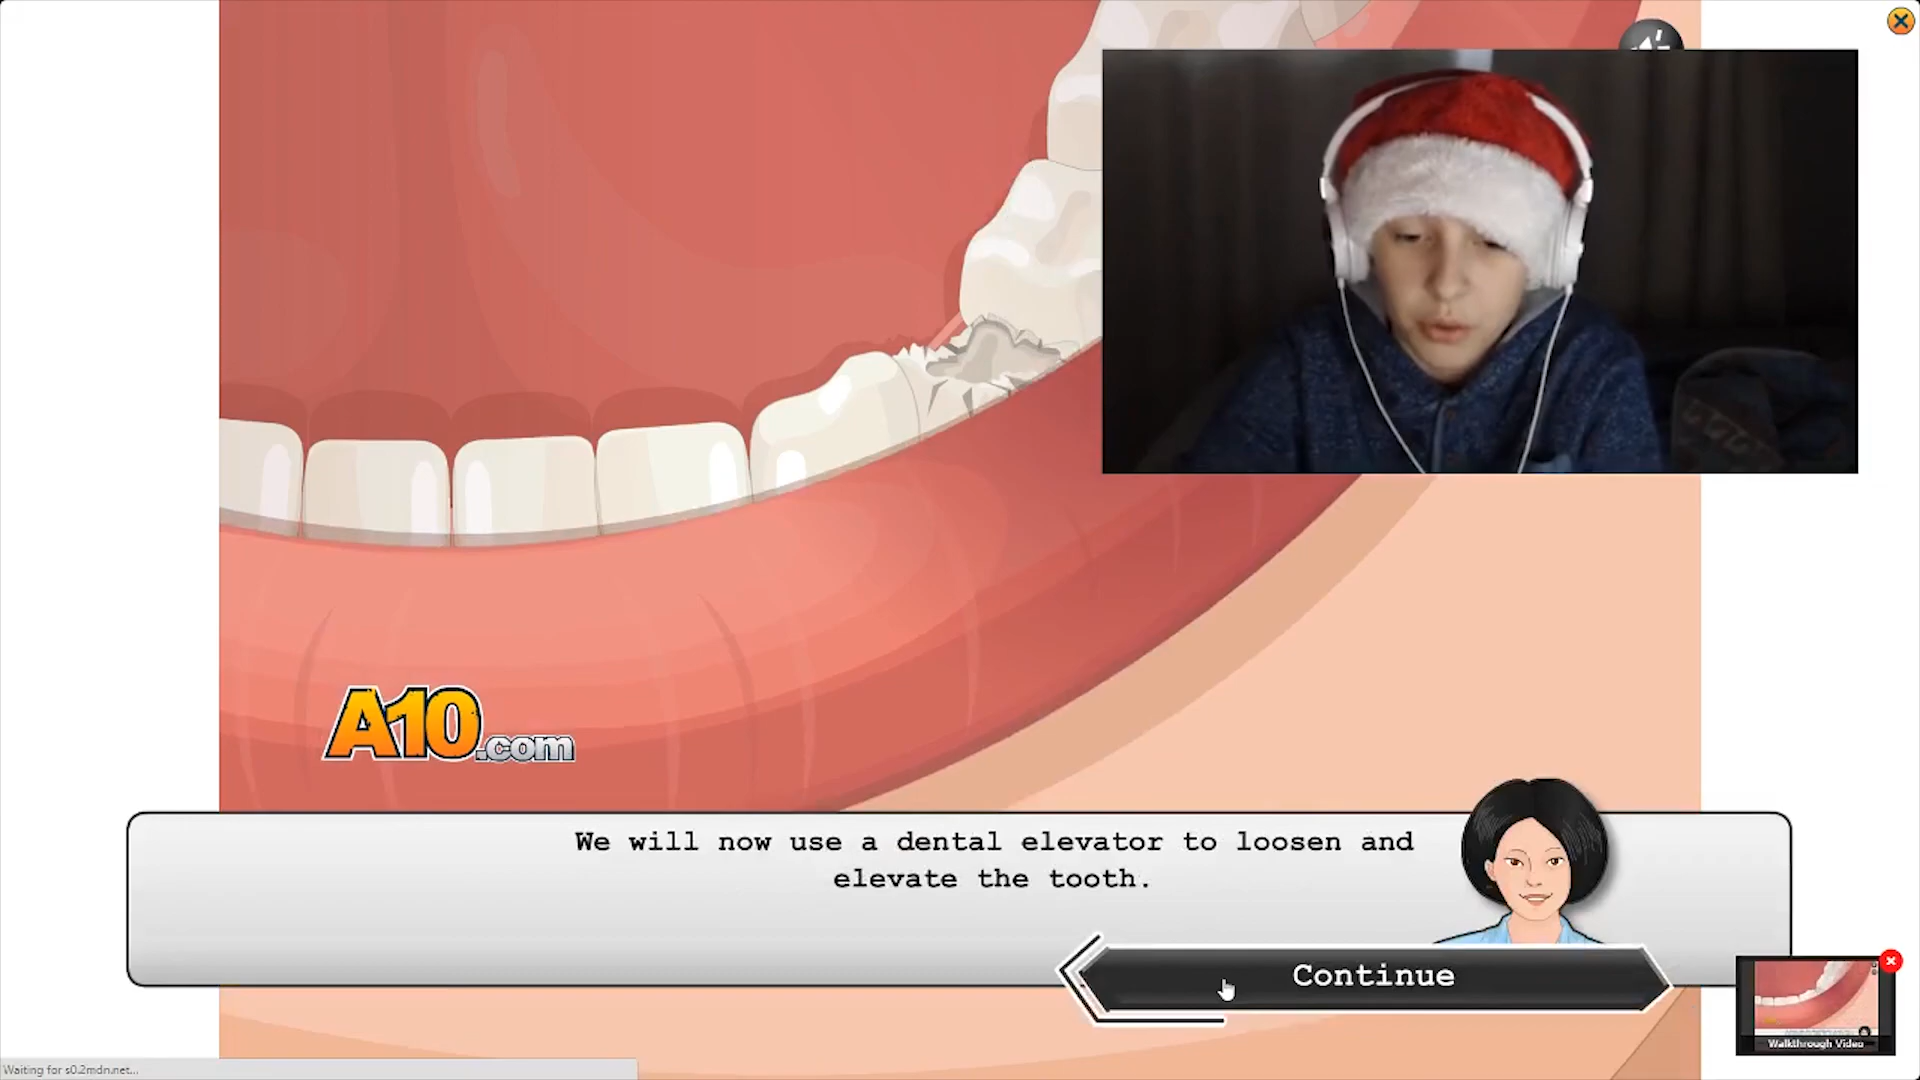 A10.com
We will now use a dental elevator to loosen and
elevate the tooth.
Continue
Walkthrough Video
Waiting for s0.2mdn.net...